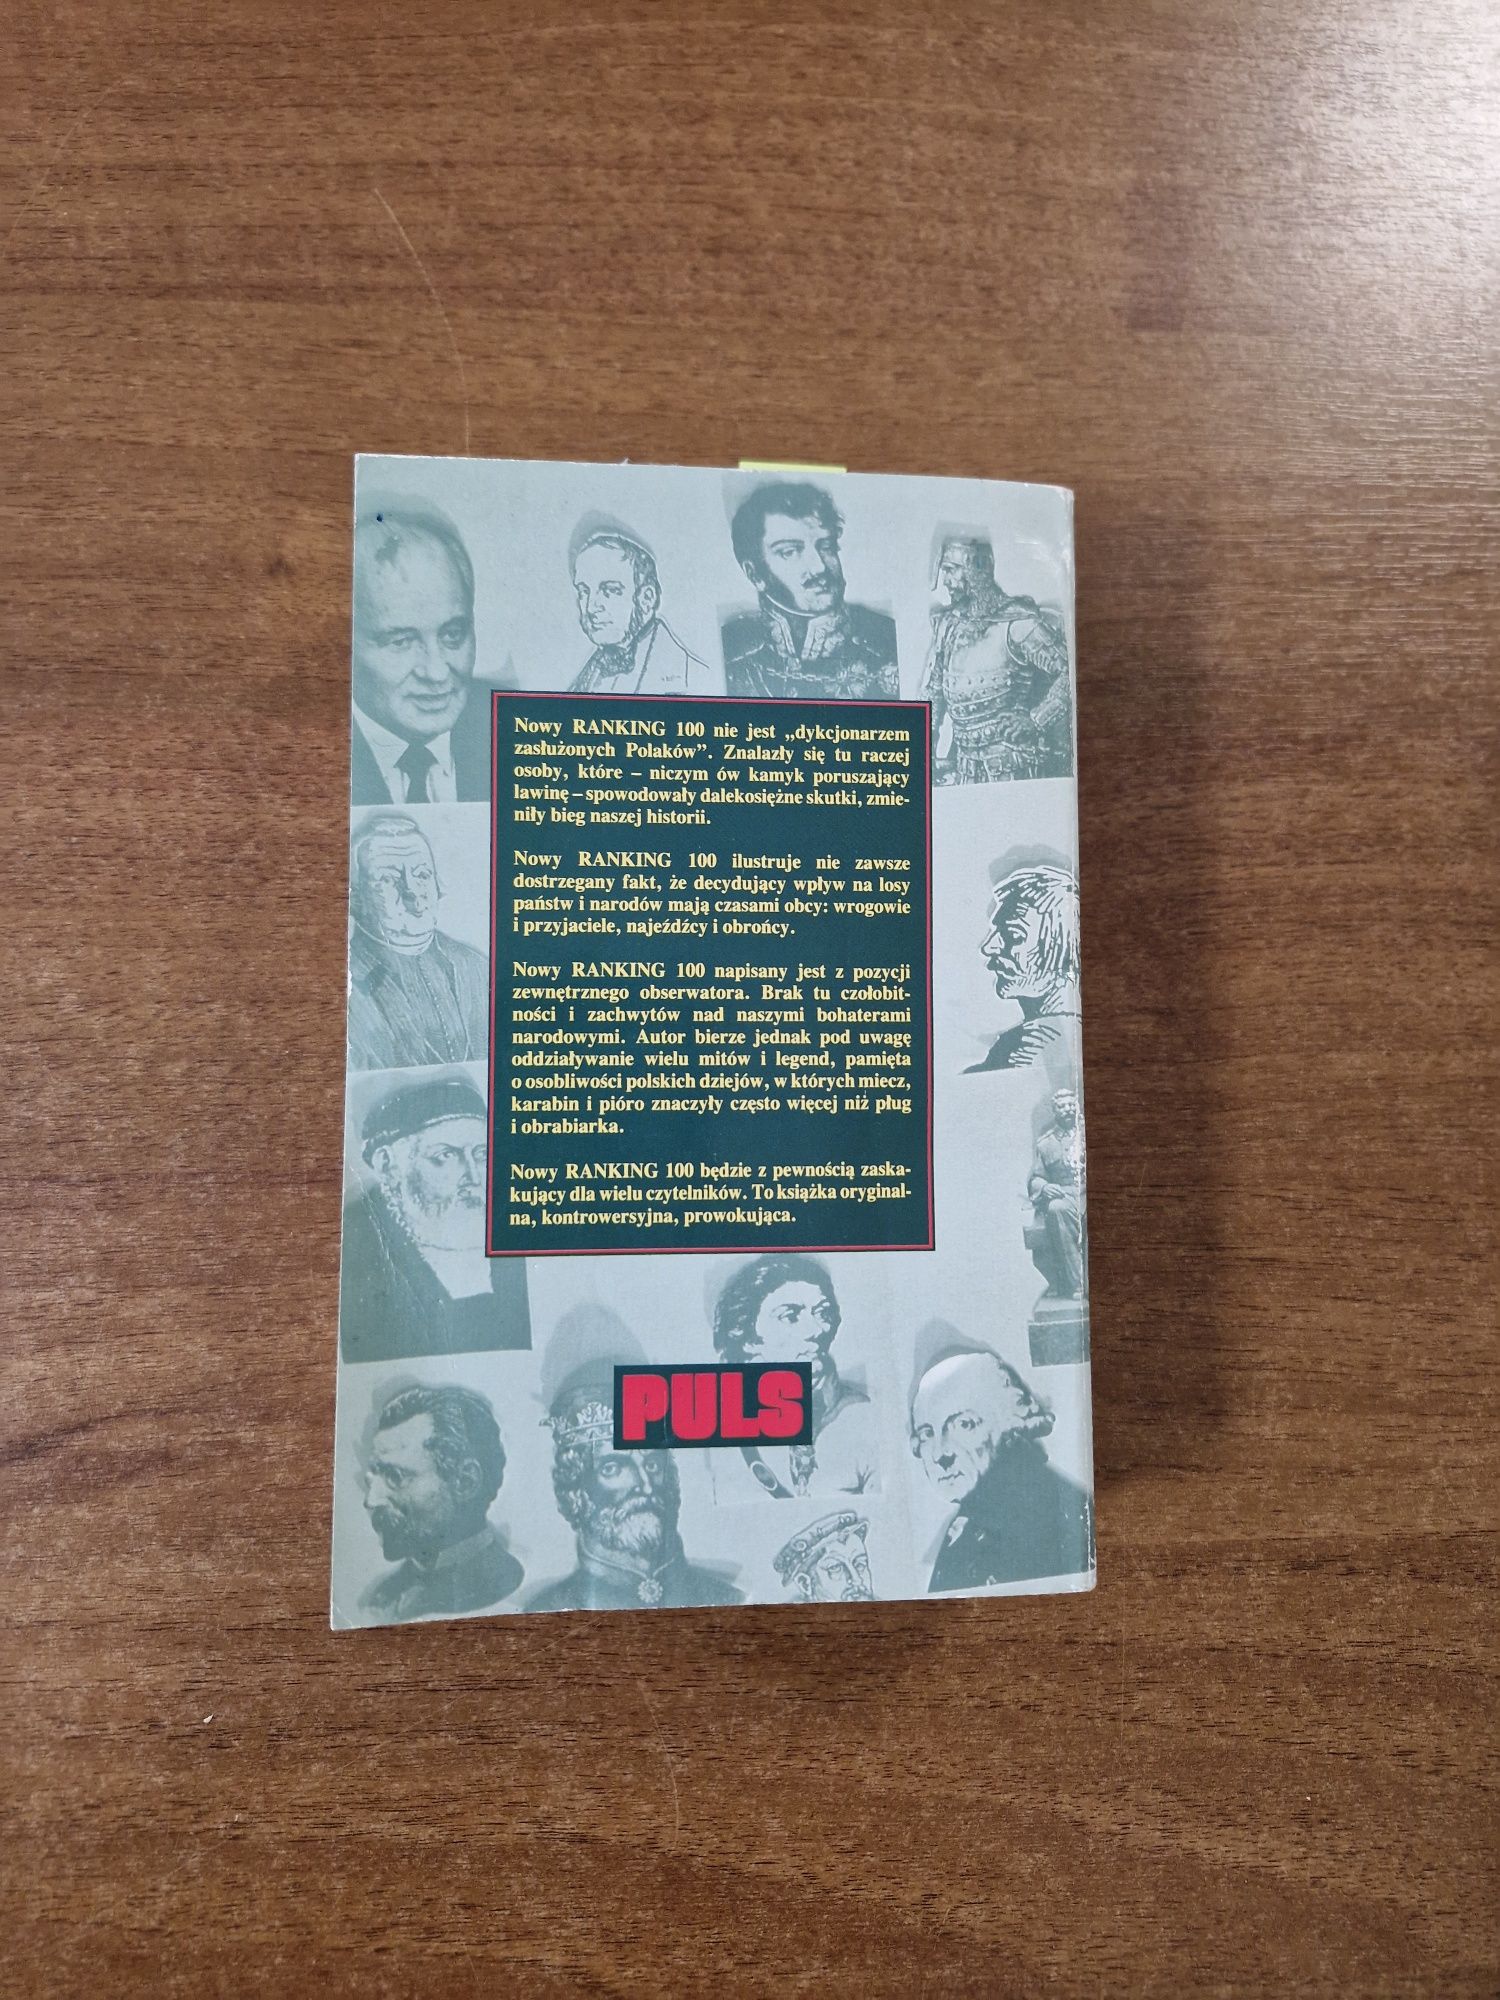 Nowy RANKING 100 nie jest „dykcjonarzem
zasłużonych Polaków”. Znalazły się tu raczej
osoby, które – niczym ów kamyk poruszający
lawinę – spowodowały dalekosiężne skutki, zmie-
niły bieg naszej historii.
Nowy RANKING 100 ilustruje nie zawsze
dostrzegany fakt, że decydujący wpływ na losy
państw i narodów mają czasami obcy: wrogowie
i przyjaciele, najeźdźcy i obrońcy.
Nowy RANKING 100 napisany jest z pozycji
zewnętrznego obserwatora. Brak tu czołobit-
ności i zachwytów nad naszymi bohaterami
narodowymi. Autor bierze jednak pod uwagę
oddziaływanie wielu mitów i legend, pamięta
o osobliwości polskich dziejów, w których miecz,
karabin i pióro znaczyły często więcej niż pług
i obrabiarka.
Nowy RANKING 100 będzie z pewnością zaska-
kujący dla wielu czytelników. To książka oryginal-
na, kontrowersyjna, prowokująca.
PULS